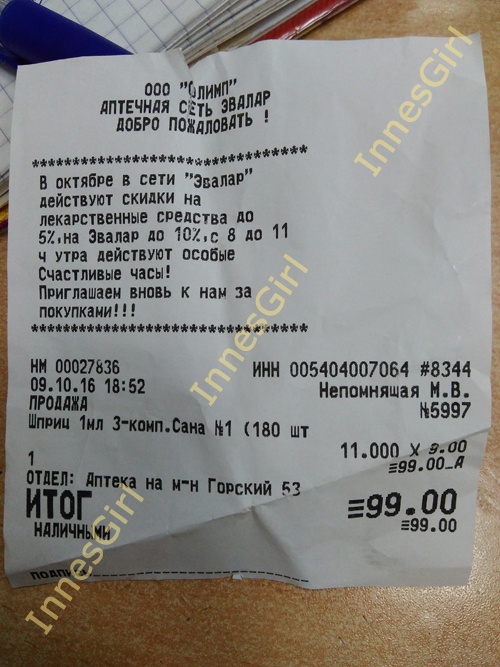 ООО "ОЛИМП"
АПТЕЧНАЯ СЕТЬ ЭВАЛАР
ДОБРО ПОЖАЛОВАТЬ !
*********************************
В октябре в сети "Эвалар"
действуют скидки на
лекарственные средства до
5%,на Эвалар до 10%,с 8 до 11
ч утра действуют особые
Счастливые часы!
Приглашаем вновь к нам за
покупками!!!
*********************************
НМ 00027836 ИНН 005404007064 #8344
09.10.16 18:52 Непомнящая М.В.
ПРОДАЖА №5997
Шприц 1мл 3-комп.Сана №1 (180 шт
11.000 X 9.00
1 ≡99.00_А
ОТДЕЛ: Аптека на м-н Горский 53
ИТОГ ≡99.00
НАЛИЧНЫМИ ≡99.00
InnesGirl
InnesGirl
InnesGirl